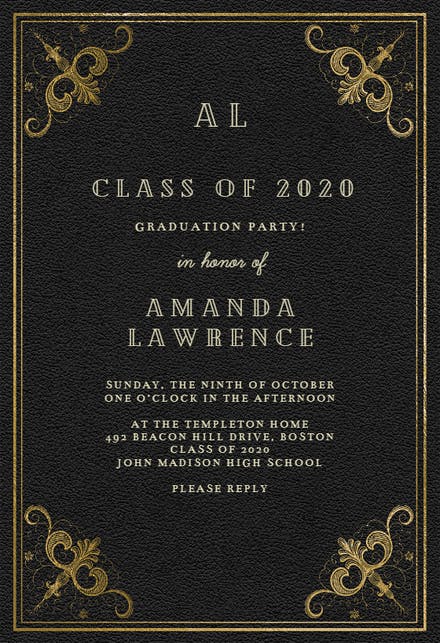 AL
CLASS OF 2020
GRADUATION PARTY!
in honor of
AMANDA
LAWRENCE
SUNDAY, THE NINTH OF OCTOBER
ONE O'CLOCK IN THE AFTERNOON
AT THE TEMPLETON HOME
492 BEACON HILL DRIVE, BOSTON
CLASS OF 2020
JOHN MADISON HIGH SCHOOL
PLEASE REPLY